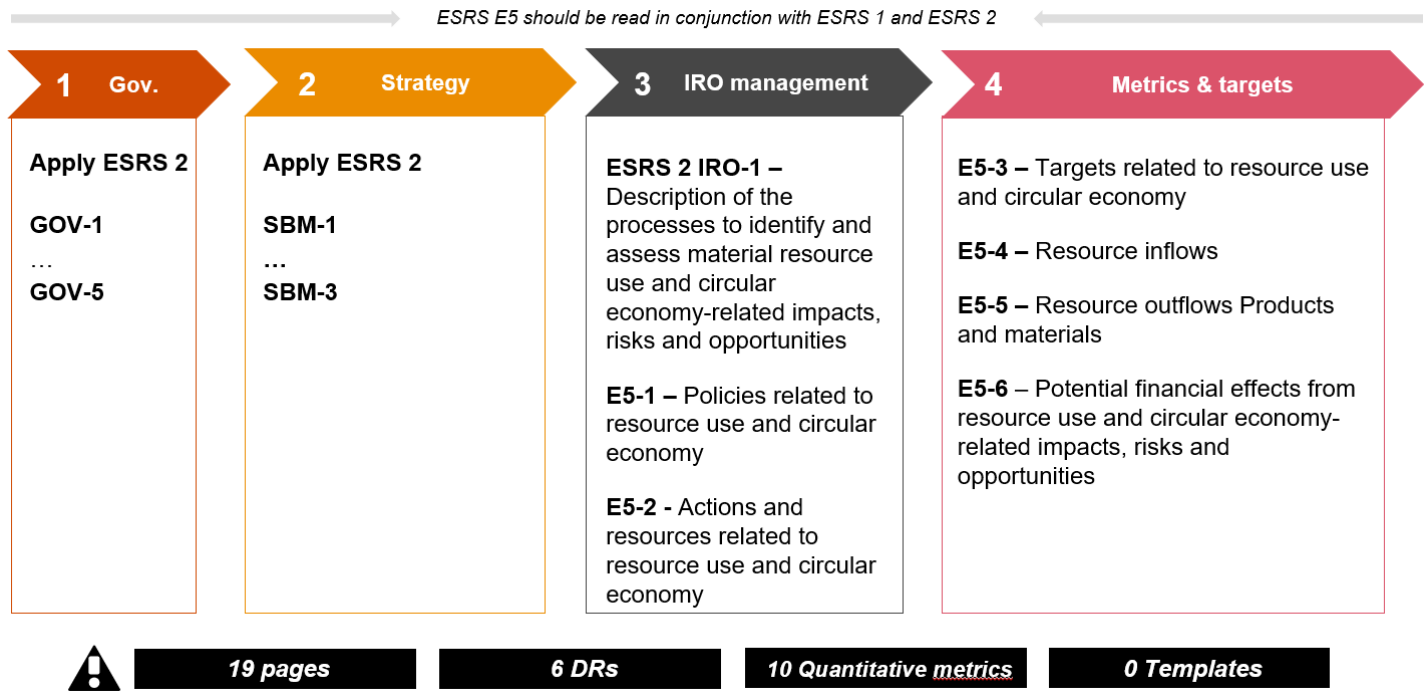 ESRS E5 should be read in conjunction with ESRS 1 and ESRS 2
1 Gov.
Apply ESRS 2
GOV-1
…
GOV-5
2 Strategy
Apply ESRS 2
SBM-1
…
SBM-3
3 IRO management
ESRS 2 IRO-1 –
Description of the
processes to identify and
assess material resource
use and circular
economy-related impacts,
risks and opportunities
E5-1 – Policies related to
resource use and circular
economy
E5-2 - Actions and
resources related to
resource use and circular
economy
4 Metrics & targets
E5-3 – Targets related to resource use
and circular economy
E5-4 – Resource inflows
E5-5 – Resource outflows Products
and materials
E5-6 – Potential financial effects from
resource use and circular economy-
related impacts, risks and
opportunities
19 pages
6 DRs
10 Quantitative metrics
0 Templates